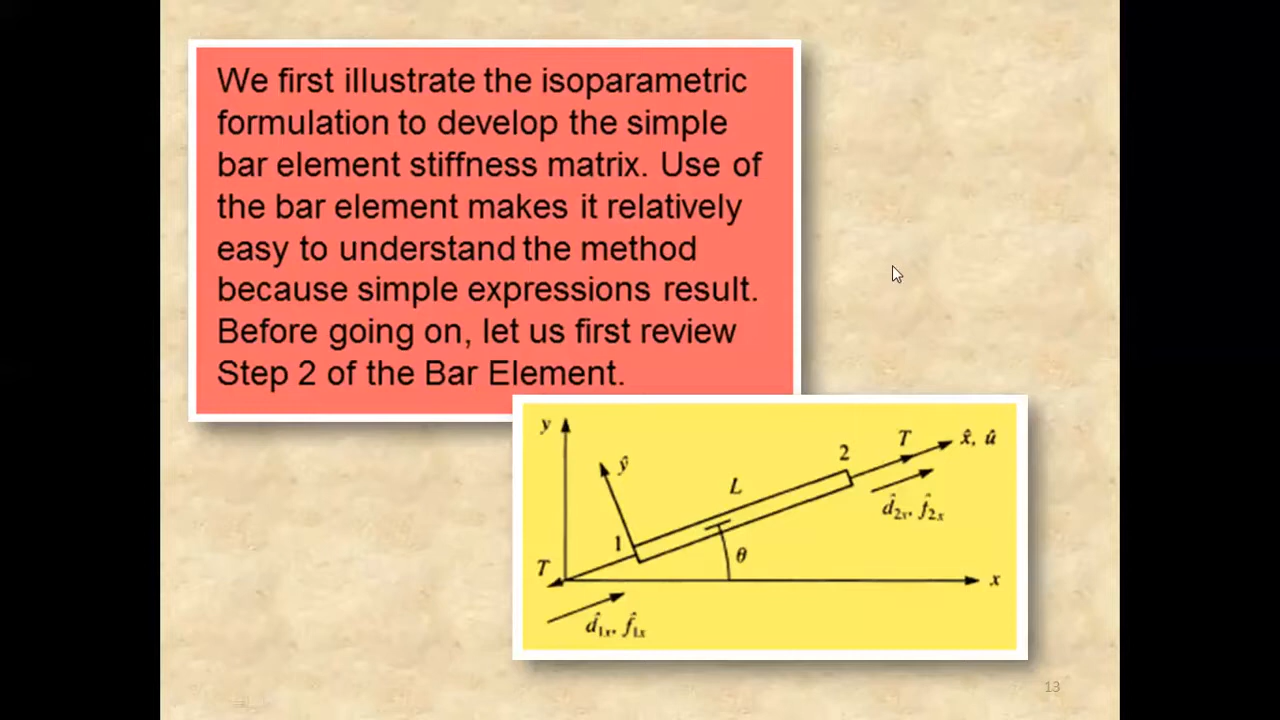 We first illustrate the isoparametric
formulation to develop the simple
bar element stiffness matrix. Use of
the bar element makes it relatively
easy to understand the method
because simple expressions result.
Before going on, let us first review
Step 2 of the Bar Element.
y
ŷ
L
2
T
x̂, û
d̂2x, f̂2x
1
θ
T
x
d̂1x, f̂1x
13